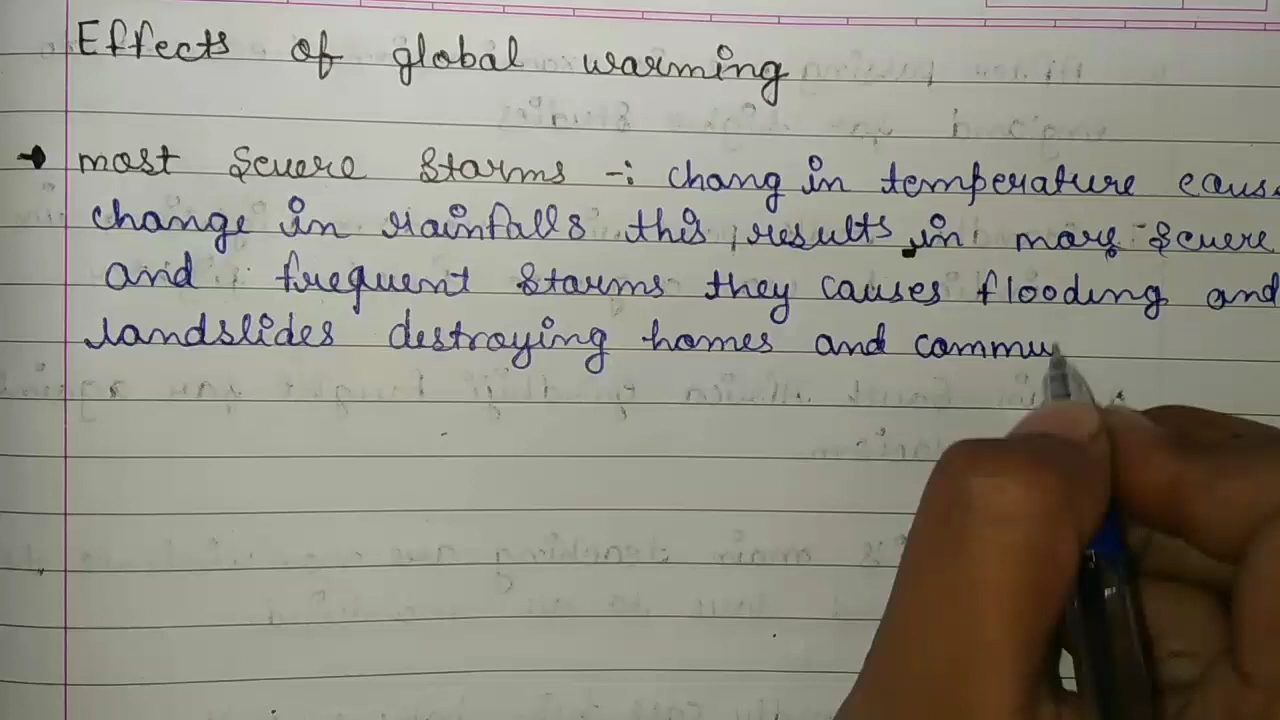 Effects of global warming
→ most Severe Storms -: chang in temperature caus
change in rainfalls this results in more Severe
and frequent storms they causes flooding and
landslides destroying homes and commu